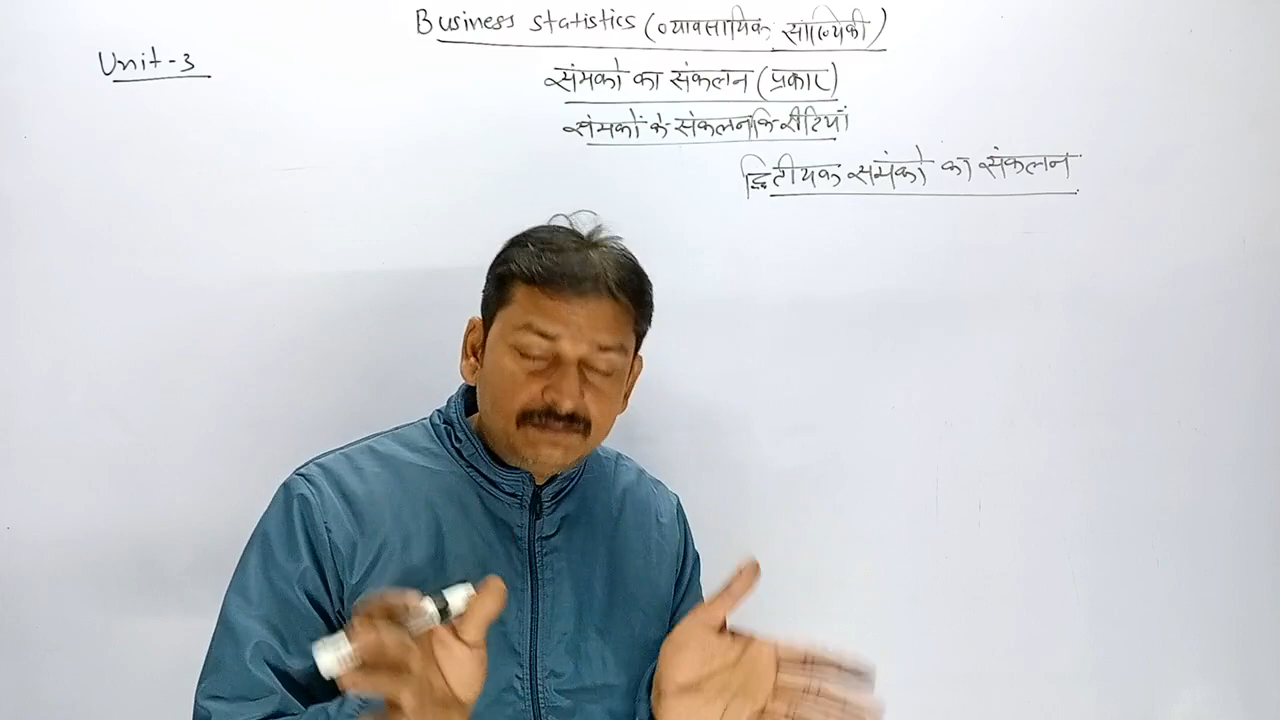 Business statistics (व्यावसायिक सांख्यिकी)
Unit-3
संमको का संकलन (प्रकार)
संमकों के संकलन कि रीतियाँ
द्वितीयक समंको का संकलन